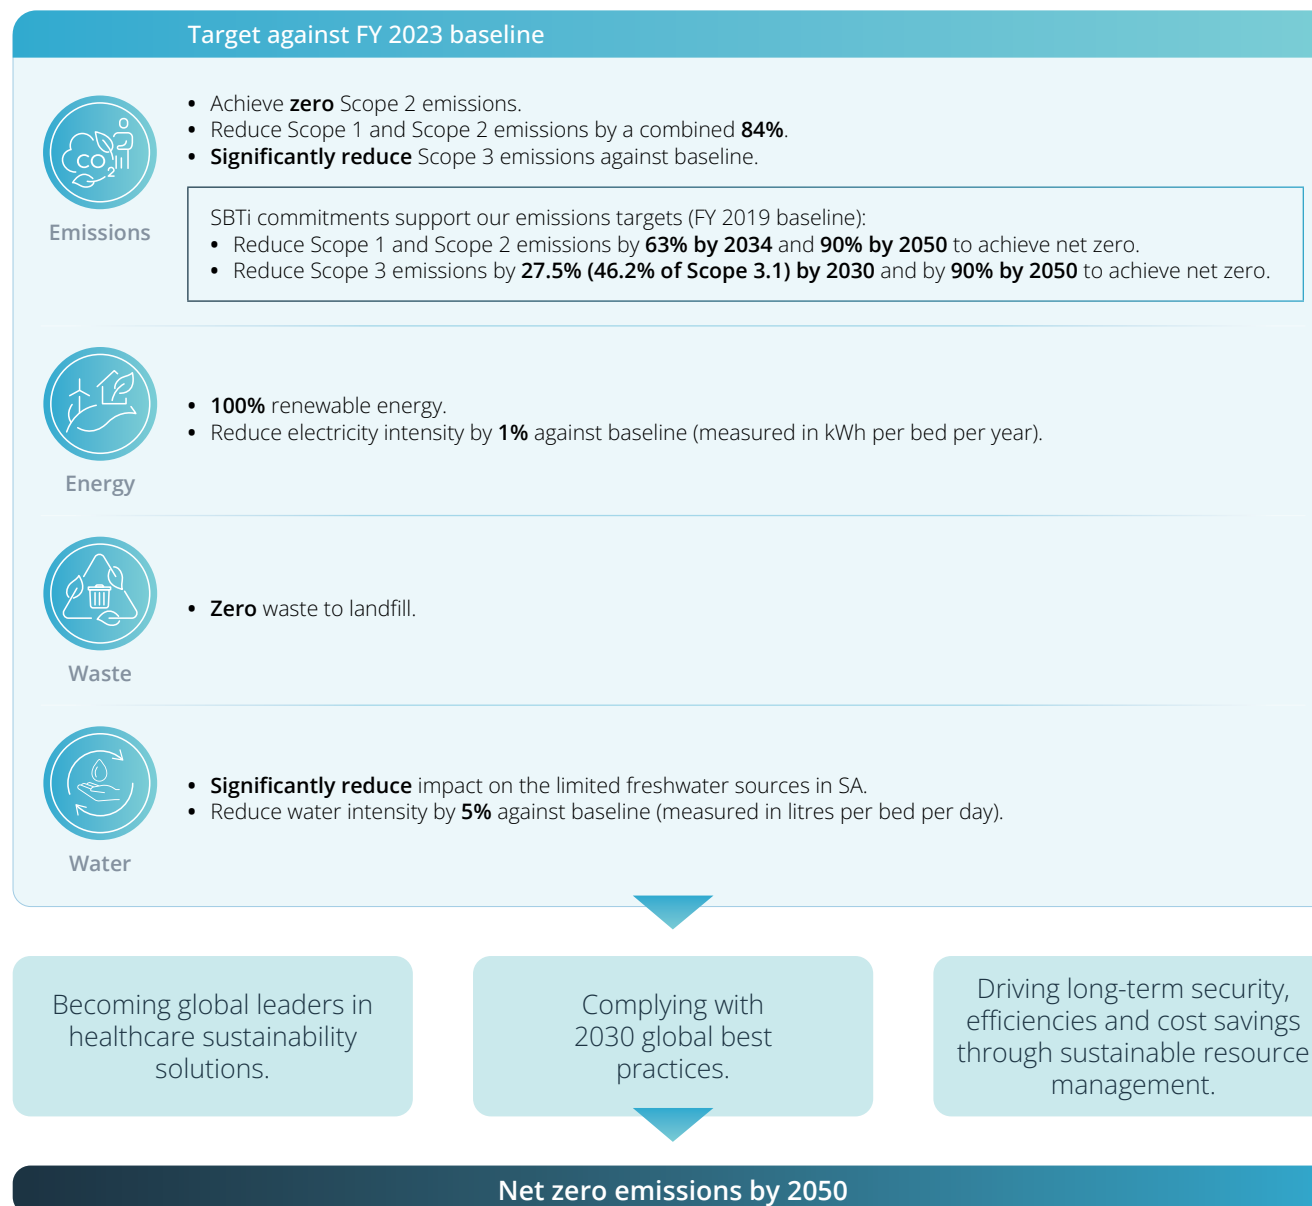 Target against FY 2023 baseline
CO2
Emissions
• Achieve zero Scope 2 emissions.
• Reduce Scope 1 and Scope 2 emissions by a combined 84%.
• Significantly reduce Scope 3 emissions against baseline.
SBTi commitments support our emissions targets (FY 2019 baseline):
• Reduce Scope 1 and Scope 2 emissions by 63% by 2034 and 90% by 2050 to achieve net zero.
• Reduce Scope 3 emissions by 27.5% (46.2% of Scope 3.1) by 2030 and by 90% by 2050 to achieve net zero.
Energy
• 100% renewable energy.
• Reduce electricity intensity by 1% against baseline (measured in kWh per bed per year).
Waste
• Zero waste to landfill.
Water
• Significantly reduce impact on the limited freshwater sources in SA.
• Reduce water intensity by 5% against baseline (measured in litres per bed per day).
Becoming global leaders in
healthcare sustainability
solutions.
Complying with
2030 global best
practices.
Driving long-term security,
efficiencies and cost savings
through sustainable resource
management.
Net zero emissions by 2050